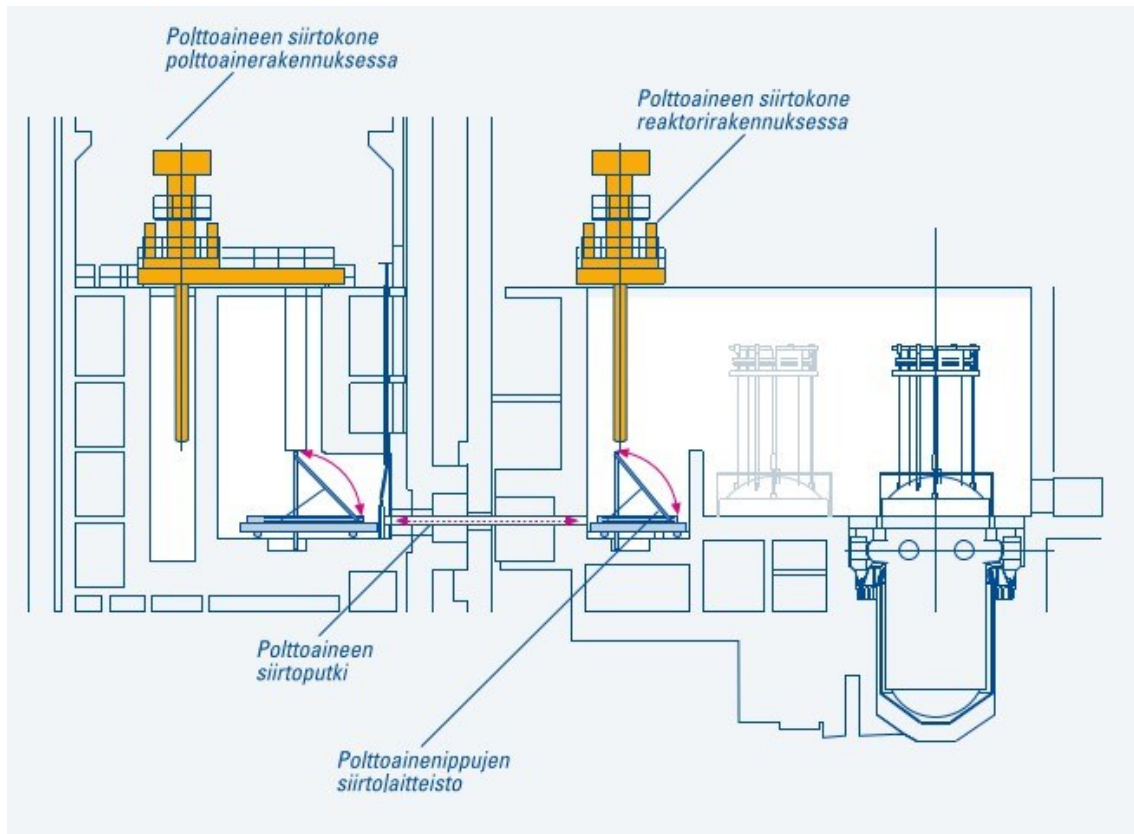 Polttoaineen siirtokone
polttoainerakennuksessa
Polttoaineen siirtokone
reaktorirakennuksessa
Polttoaineen
siirtoputki
Polttoainenippujen
siirtolaitteisto